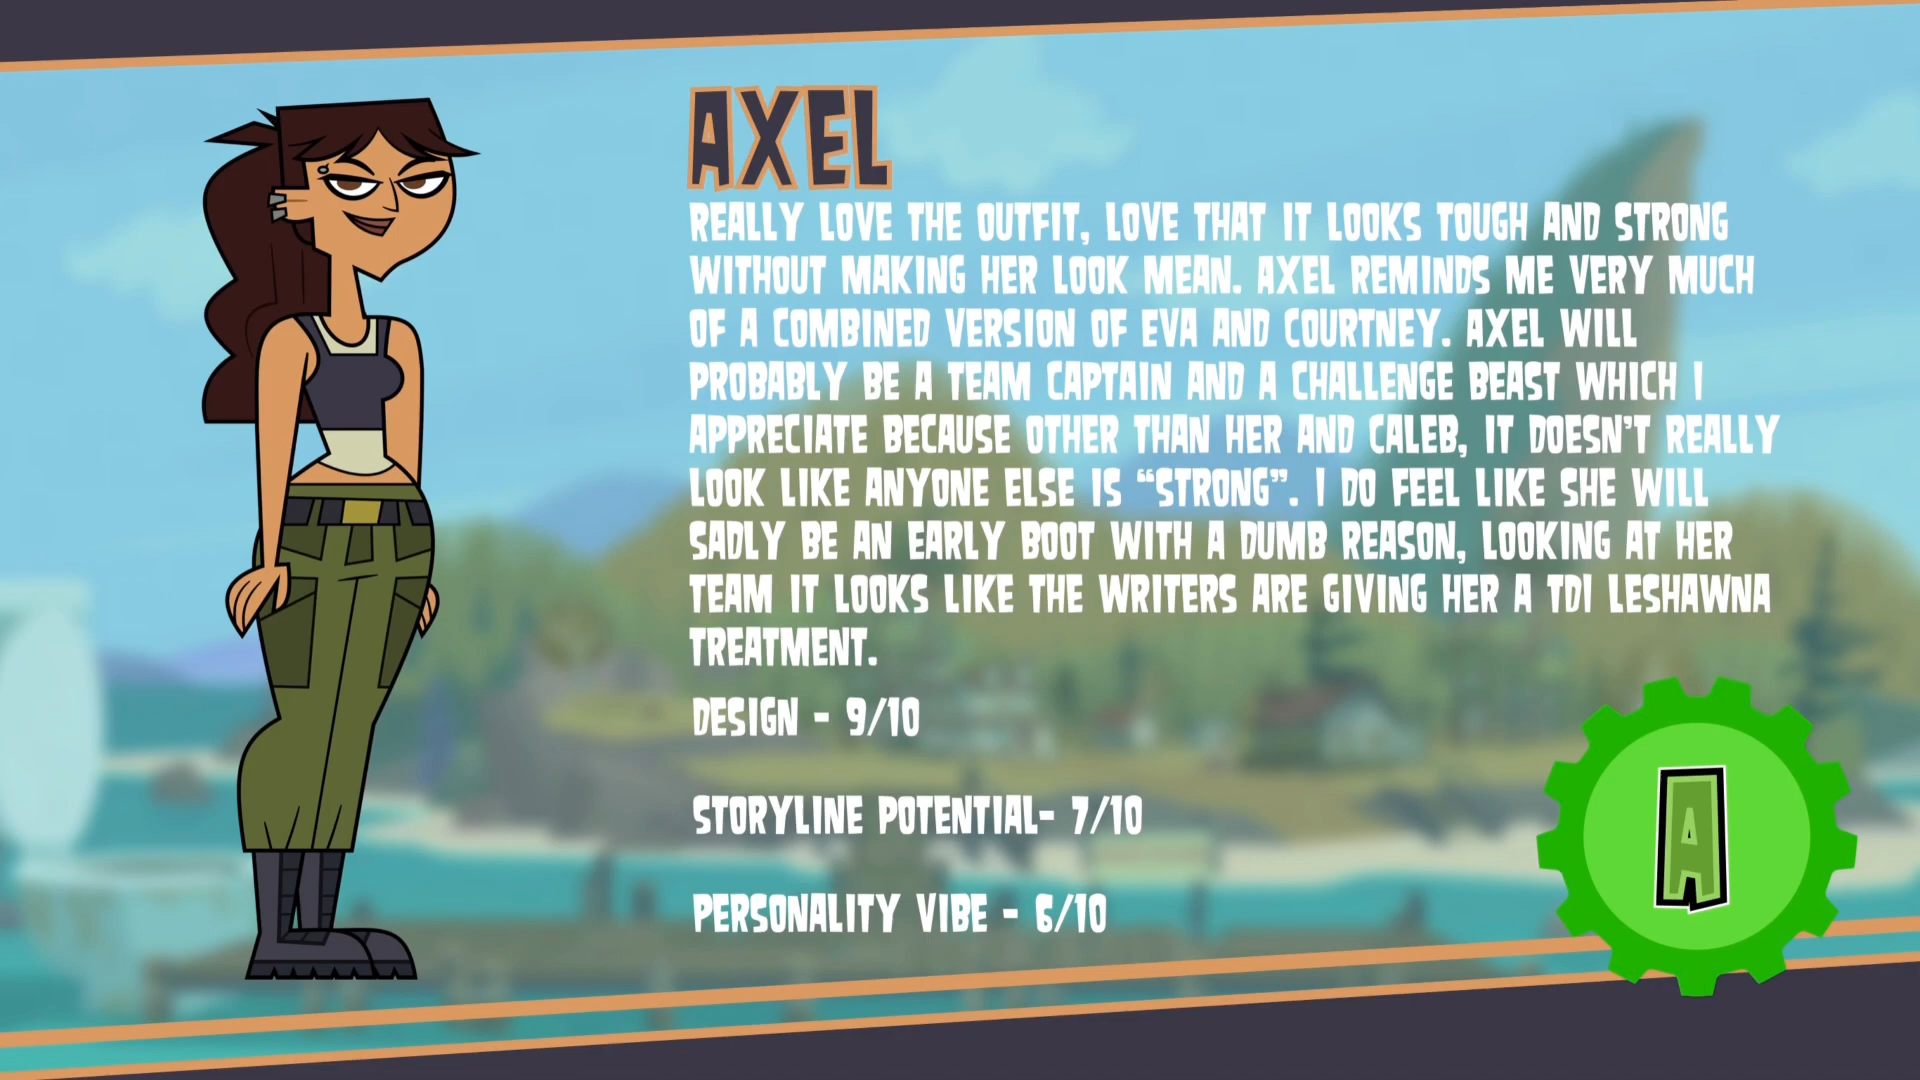 AXEL
REALLY LOVE THE OUTFIT, LOVE THAT IT LOOKS TOUGH AND STRONG
WITHOUT MAKING HER LOOK MEAN. AXEL REMINDS ME VERY MUCH
OF A COMBINED VERSION OF EVA AND COURTNEY. AXEL WILL
PROBABLY BE A TEAM CAPTAIN AND A CHALLENGE BEAST WHICH I
APPRECIATE BECAUSE OTHER THAN HER AND CALEB, IT DOESN'T REALLY
LOOK LIKE ANYONE ELSE IS “STRONG”. I DO FEEL LIKE SHE WILL
SADLY BE AN EARLY BOOT WITH A DUMB REASON, LOOKING AT HER
TEAM IT LOOKS LIKE THE WRITERS ARE GIVING HER A TDI LESHAWNA
TREATMENT.
DESIGN - 9/10
STORYLINE POTENTIAL- 7/10
PERSONALITY VIBE - 6/10
A